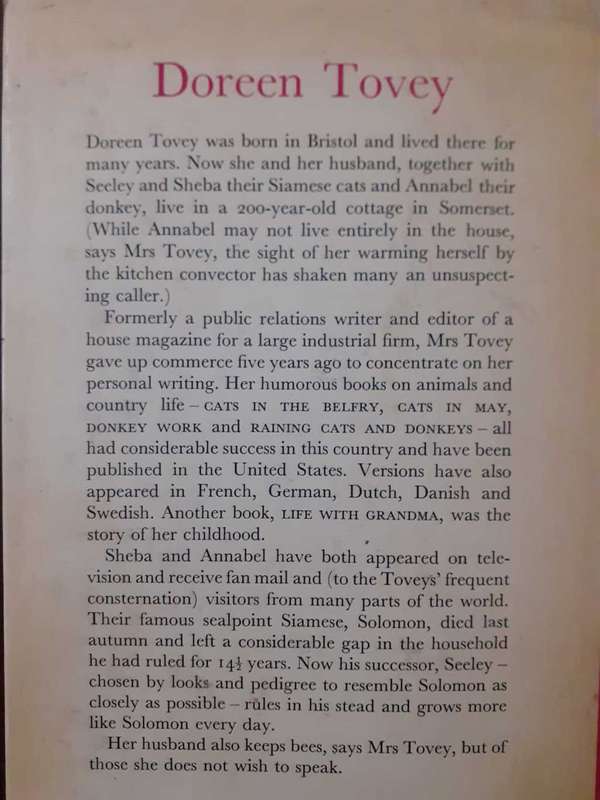 Doreen Tovey
Doreen Tovey was born in Bristol and lived there for
many years. Now she and her husband, together with
Seeley and Sheba their Siamese cats and Annabel their
donkey, live in a 200-year-old cottage in Somerset.
(While Annabel may not live entirely in the house,
says Mrs Tovey, the sight of her warming herself by
the kitchen convector has shaken many an unsuspect-
ing caller.)
Formerly a public relations writer and editor of a
house magazine for a large industrial firm, Mrs Tovey
gave up commerce five years ago to concentrate on her
personal writing. Her humorous books on animals and
country life – CATS IN THE BELFRY, CATS IN MAY,
DONKEY WORK and RAINING CATS AND DONKEYS – all
had considerable success in this country and have been
published in the United States. Versions have also
appeared in French, German, Dutch, Danish and
Swedish. Another book, LIFE WITH GRANDMA, was the
story of her childhood.
Sheba and Annabel have both appeared on tele-
vision and receive fan mail and (to the Toveys' frequent
consternation) visitors from many parts of the world.
Their famous sealpoint Siamese, Solomon, died last
autumn and left a considerable gap in the household
he had ruled for 14½ years. Now his successor, Seeley –
chosen by looks and pedigree to resemble Solomon as
closely as possible – rules in his stead and grows more
like Solomon every day.
Her husband also keeps bees, says Mrs Tovey, but of
those she does not wish to speak.